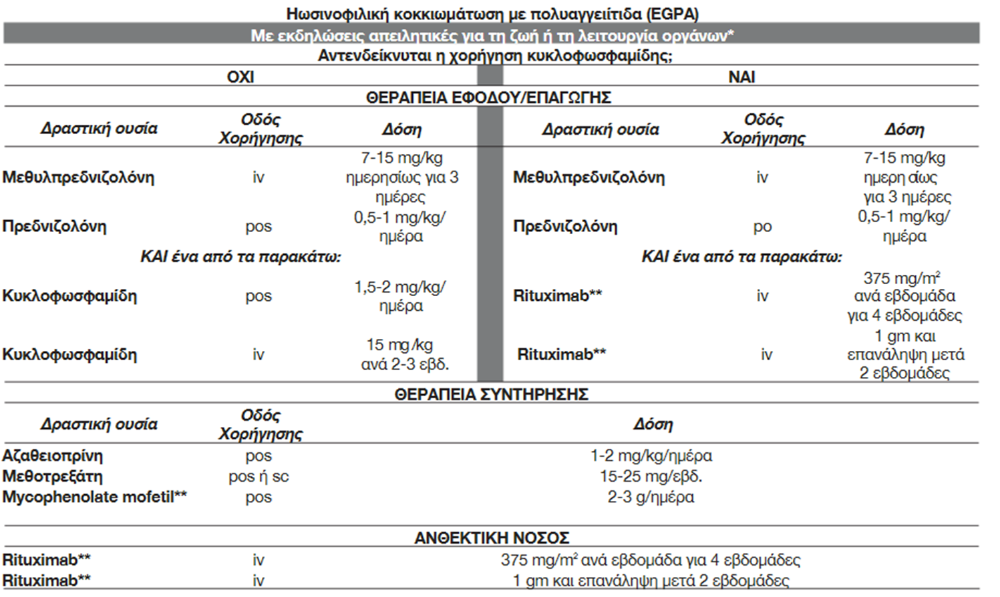 Ηωσινοφιλική κοκκιωμάτωση με πολυαγγειίτιδα (EGPA)
Με εκδηλώσεις απειλητικές για τη ζωή ή τη λειτουργία οργάνων*
Αντενδείκνυται η χορήγηση κυκλοφωσφαμίδης;
ΟΧΙ ΝΑΙ
ΘΕΡΑΠΕΙΑ ΕΦΟΔΟΥ/ΕΠΑΓΩΓΗΣ
Δραστική ουσία Οδός Χορήγησης Δόση Δραστική ουσία Οδός Χορήγησης Δόση
Μεθυλπρεδνιζολόνη iv 7-15 mg/kg ημερησίως για 3 ημέρες Μεθυλπρεδνιζολόνη iv 7-15 mg/kg ημερησίως για 3 ημέρες
Πρεδνιζολόνη pos 0,5-1 mg/kg/ημέρα Πρεδνιζολόνη po 0,5-1 mg/kg/ημέρα
ΚΑΙ ένα από τα παρακάτω: ΚΑΙ ένα από τα παρακάτω:
Κυκλοφωσφαμίδη pos 1,5-2 mg/kg/ημέρα Rituximab** iv 375 mg/m² ανά εβδομάδα για 4 εβδομάδες
Κυκλοφωσφαμίδη iv 15 mg/kg ανά 2-3 εβδ. Rituximab** iv 1 gm και επανάληψη μετά 2 εβδομάδες
ΘΕΡΑΠΕΙΑ ΣΥΝΤΗΡΗΣΗΣ
Δραστική ουσία Οδός Χορήγησης Δόση
Αζαθειοπρίνη pos 1-2 mg/kg/ημέρα
Μεθοτρεξάτη pos ή sc 15-25 mg/εβδ.
Mycophenolate mofetil** pos 2-3 g/ημέρα
ΑΝΘΕΚΤΙΚΗ ΝΟΣΟΣ
Rituximab** iv 375 mg/m² ανά εβδομάδα για 4 εβδομάδες
Rituximab** iv 1 gm και επανάληψη μετά 2 εβδομάδες